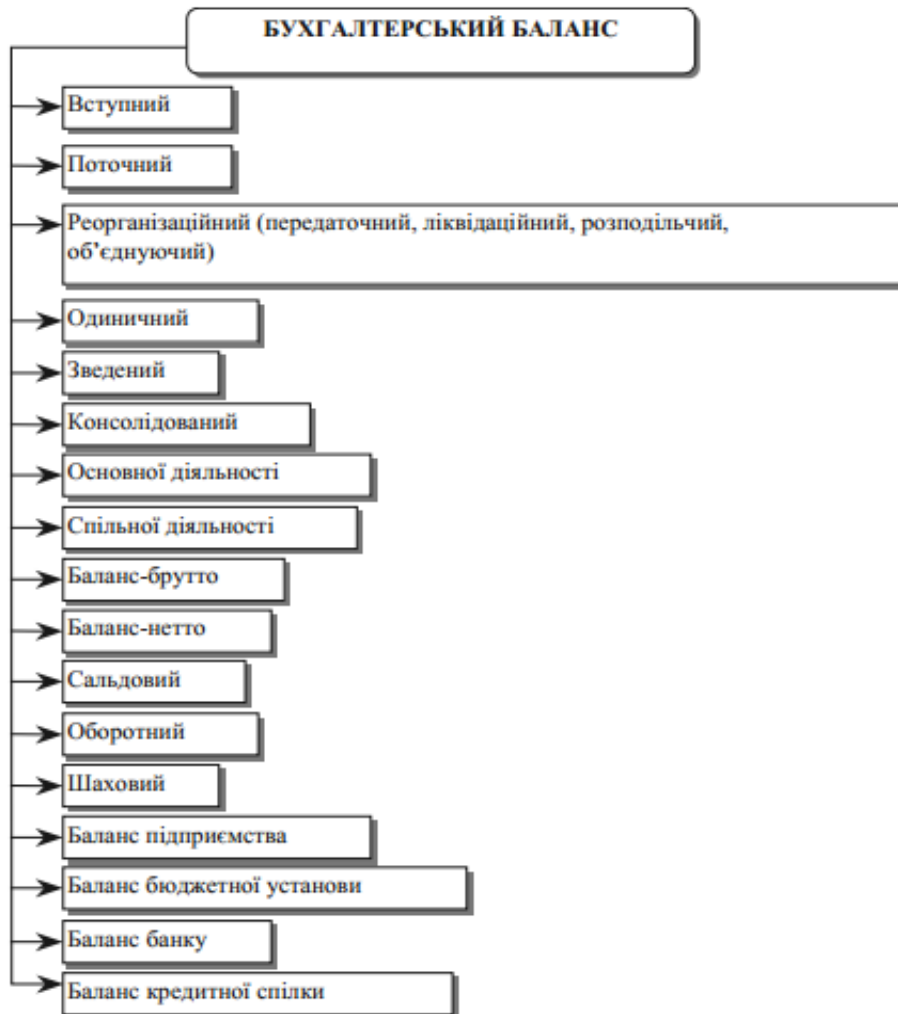 БУХГАЛТЕРСЬКИЙ БАЛАНС
Вступний
Поточний
Реорганізаційний (передаточний, ліквідаційний, розподільчий,
об’єднуючий)
Одиничний
Зведений
Консолідований
Основної діяльності
Спільної діяльності
Баланс-брутто
Баланс-нетто
Сальдовий
Оборотний
Шаховий
Баланс підприємства
Баланс бюджетної установи
Баланс банку
Баланс кредитної спілки